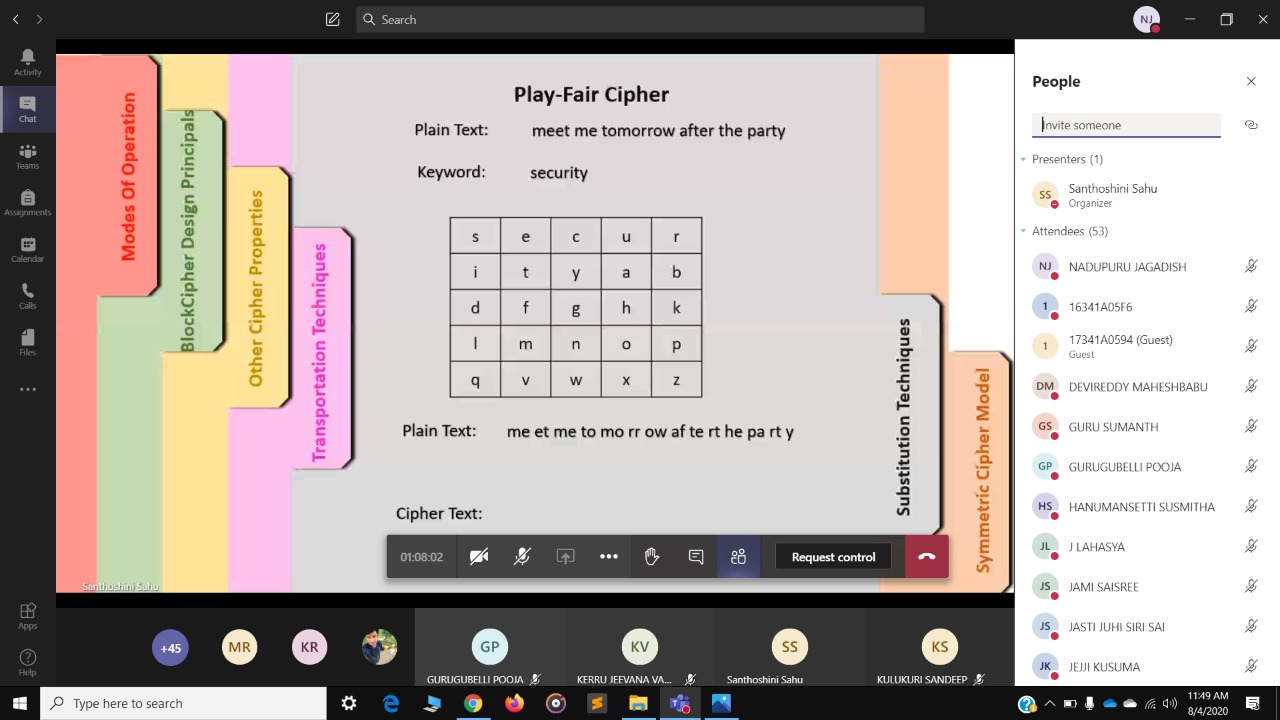 Search
NJ
Activity
Chat
Teams
Assignments
Calendar
Calls
Files
Apps
Help
Modes Of Operation
BlockCipher Design Principals
Other Cipher Properties
Transportation Techniques
Play-Fair Cipher
Plain Text: meet me tomorrow after the party
Keyword: security
s e c u r
i t y a b
d f g h k
l m n o p
q v w x z
Plain Text: me et me to mo rr ow af te rt he pa rt y
Cipher Text:
Substitution Techniques
Symmetric Cipher Model
01:08:02
Request control
Santhoshini Sahu
+45
MR
KR
GP
GURUGUBELLI POOJA
KV
KERRU JEEVANA VA...
SS
Santhoshini Sahu
KS
KULUKURI SANDEEP
People
Invite someone
Presenters (1)
SS
Santhoshini Sahu
Organizer
Attendees (53)
NJ NADUPURU JAGADISH
1 16341A05F6
1 17341A0594 (Guest)
Guest
DM DEVIREDDY MAHESHBABU
GS GURU SUMANTH
GP GURUGUBELLI POOJA
HS HANUMANSETTI SUSMITHA
JL J LAHASYA
JS JAMI SAISREE
JS JASTI JUHI SIRI SAI
JK JEJJI KUSUMA
Type here to search
11:49 AM
8/4/2020